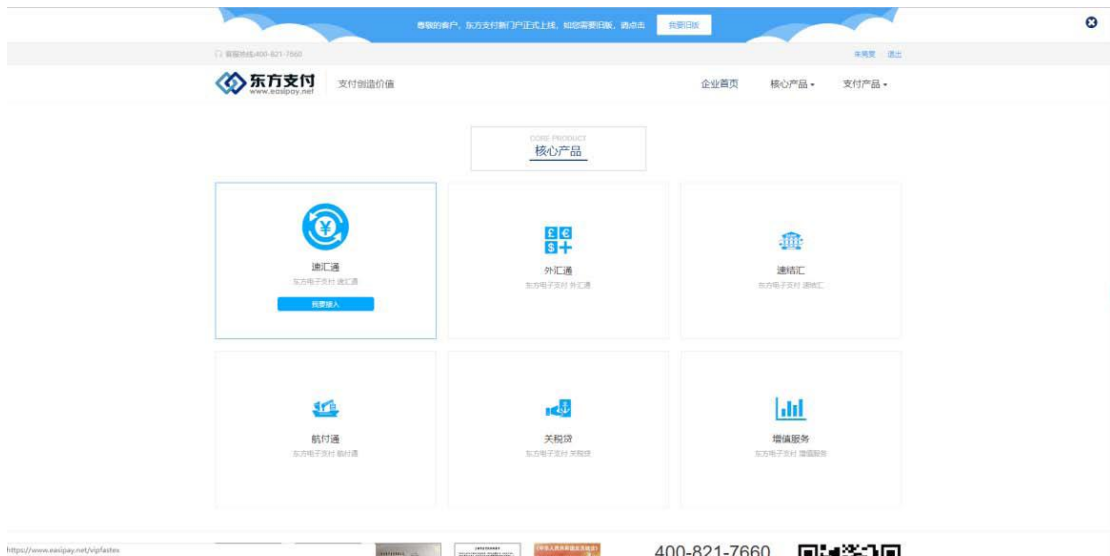 尊敬的客户，东方支付新门户正式上线，如您需要旧版，请点击 我要旧版
客服热线:400-821-7660
退出
东方支付 支付创造价值 企业首页 核心产品 支付产品
www.easipay.net
CORE PRODUCT
核心产品
速汇通 外汇通 速结汇
东方电子支付 速汇通 东方电子支付 外汇通 东方电子支付 速结汇
我要接入
航付通 关税贷 增值服务
东方电子支付 航付通 东方电子支付 关税贷 东方电子支付 增值服务
400-821-7660
https://www.easipay.net/vipfastex